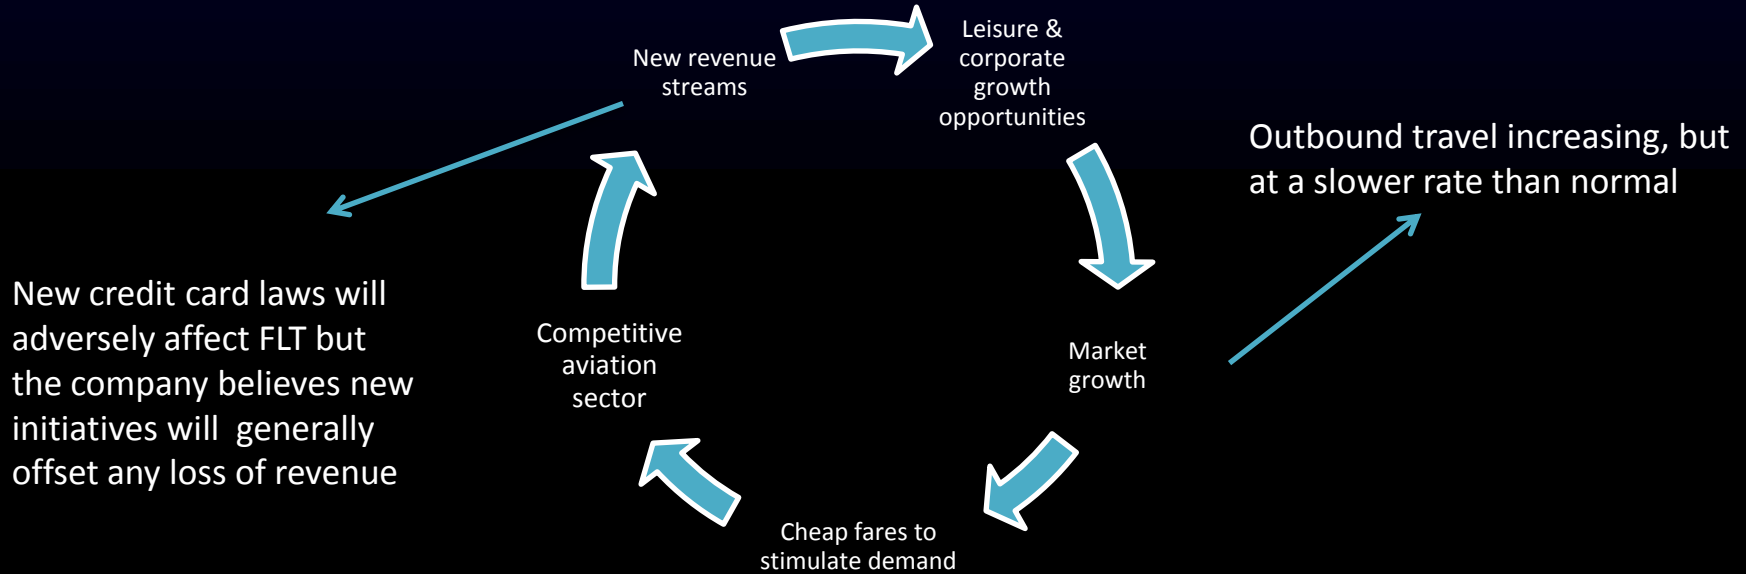 New revenue
streams
Leisure &
corporate
growth
opportunities
Outbound travel increasing, but
at a slower rate than normal
Market
growth
Cheap fares to
stimulate demand
Competitive
aviation
sector
New credit card laws will
adversely affect FLT but
the company believes new
initiatives will  generally
offset any loss of revenue